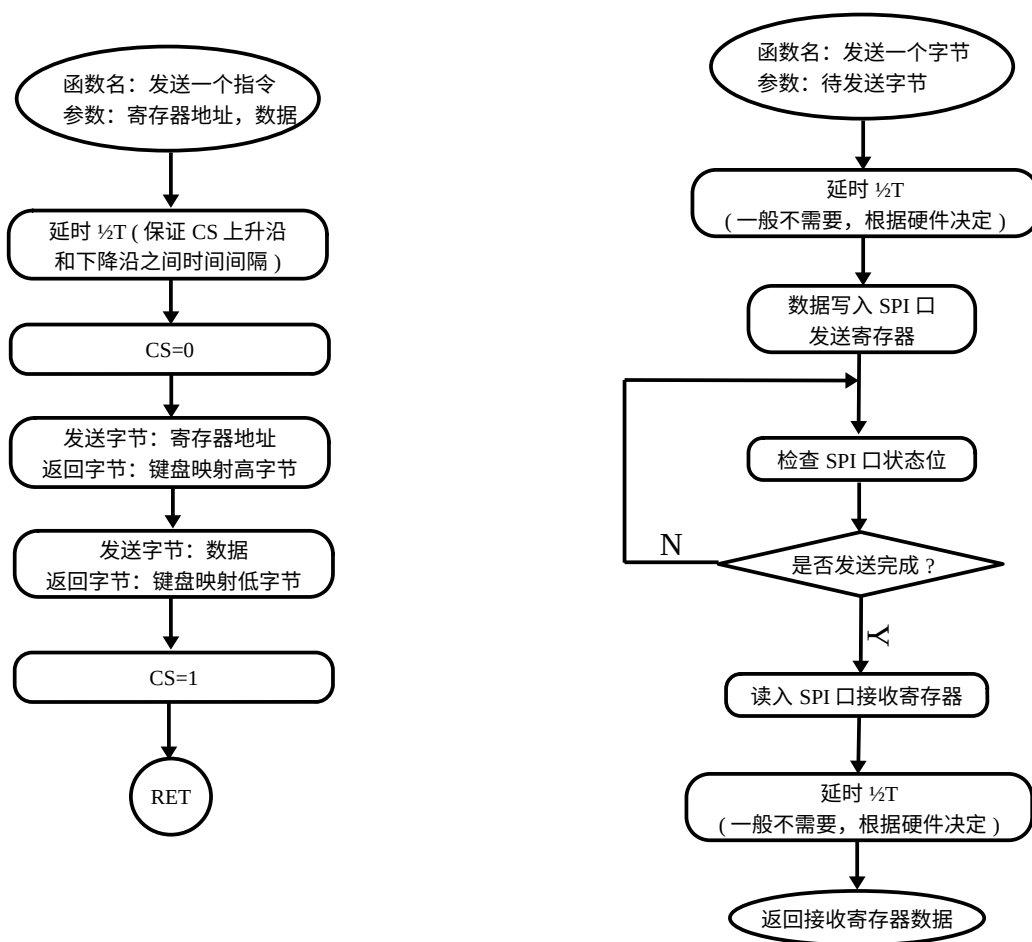 函数名：发送一个指令
参数：寄存器地址，数据
延时 ½T ( 保证 CS 上升沿
和下降沿之间时间间隔 )
CS=0
发送字节：寄存器地址
返回字节：键盘映射高字节
发送字节：数据
返回字节：键盘映射低字节
CS=1
RET
函数名：发送一个字节
参数：待发送字节
延时 ½T
( 一般不需要，根据硬件决定 )
数据写入 SPI 口
发送寄存器
检查 SPI 口状态位
N
是否发送完成 ?
Y
读入 SPI 口接收寄存器
延时 ½T
( 一般不需要，根据硬件决定 )
返回接收寄存器数据